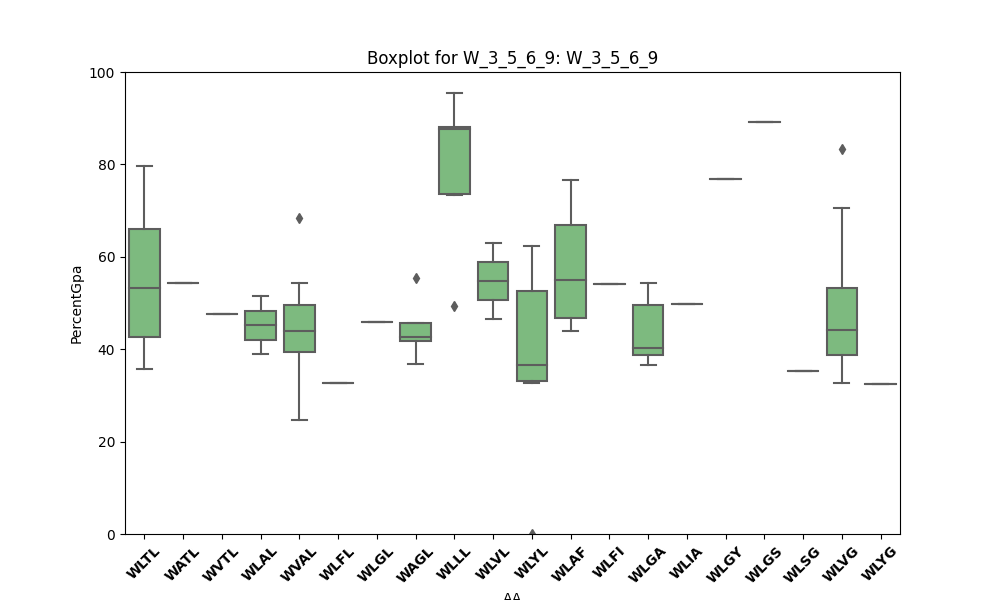 Boxplot for W_3_5_6_9: W_3_5_6_9
100
80
60
40
20
0
PercentGpa
WLTL WATL WVTL WLAL WVAL WLFL WLGL WAGL WLLL WLVL WLYL WLAF WLFI WLGA WLIA WLGY WLGS WLSG WLVG WLYG
AA